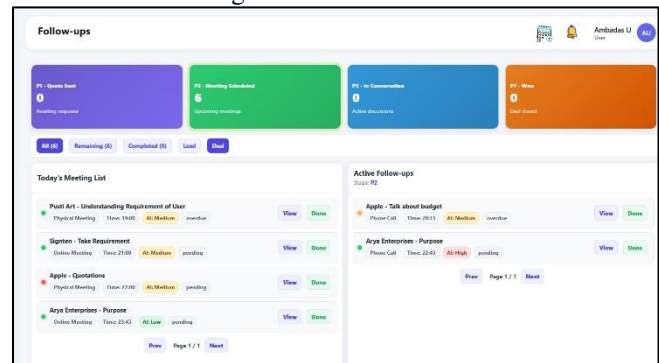 Follow-ups
Ambadas U
User
AU
P1 - Quote Sent
0
Awaiting response
P2 - Meeting Scheduled
6
Upcoming meetings
P3 - In Conversation
0
Active discussions
P7 - Won
0
Deal closed
All (6) Remaining (6) Completed (0) Lead Deal
Today's Meeting List
Pusti Art - Understanding Requirement of User
Physical Meeting Time: 19:00 AI: Medium overdue
View Done
Signten - Take Requirement
Online Meeting Time: 21:00 AI: Medium pending
View Done
Apple - Quotations
Physical Meeting Time: 22:00 AI: Medium pending
View Done
Arya Enterprises - Purpose
Online Meeting Time: 23:45 AI: Low pending
View Done
Prev Page 1 / 1 Next
Active Follow-ups
Stage: P2
Apple - Talk about budget
Phone Call Time: 20:15 AI: Medium overdue
View Done
Arya Enterprises - Purpose
Phone Call Time: 22:45 AI: High pending
View Done
Prev Page 1 / 1 Next